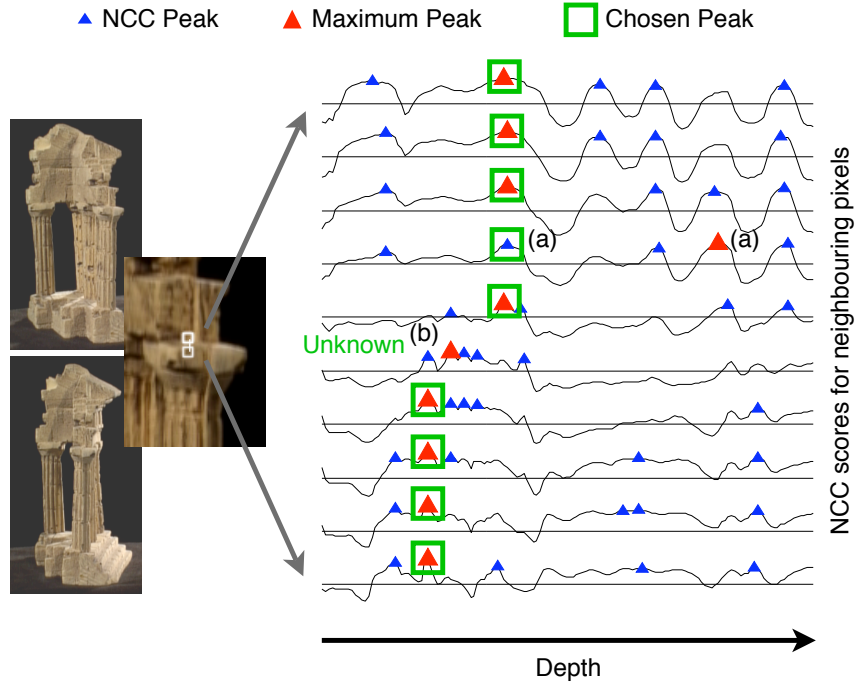 NCC Peak Maximum Peak Chosen Peak
(a) (a)
(b)
Unknown
NCC scores for neighbouring pixels
Depth